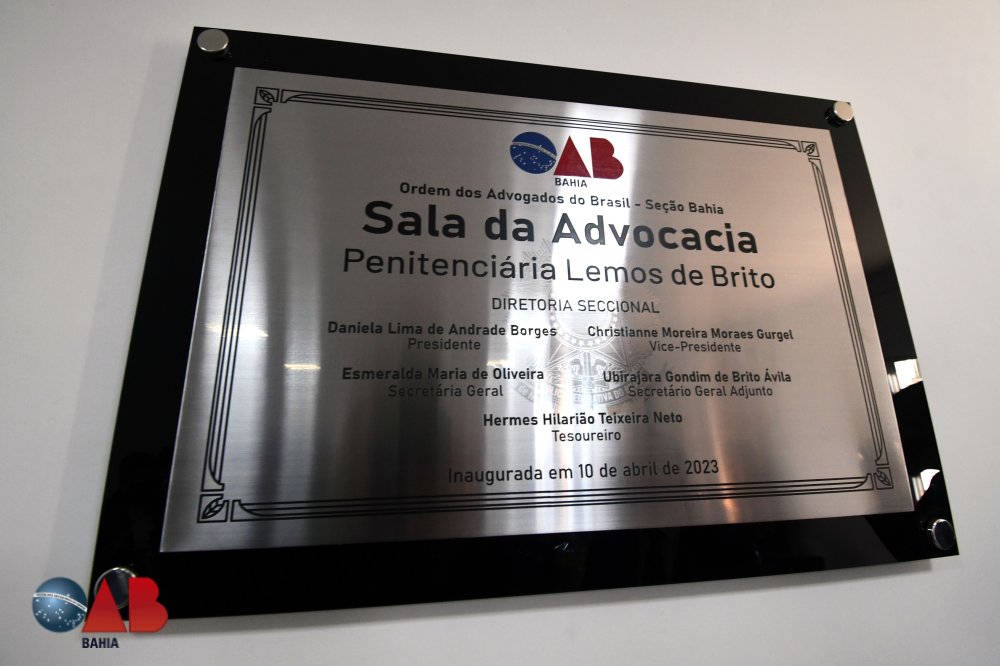 OAB
BAHIA
Ordem dos Advogados do Brasil - Seção Bahia
Sala da Advocacia
Penitenciária Lemos de Brito
DIRETORIA SECCIONAL
Daniela Lima de Andrade Borges
Presidente
Christianne Moreira Moraes Gurgel
Vice-Presidente
Esmeralda Maria de Oliveira
Secretária Geral
Ubirajara Gondim de Brito Ávila
Secretário Geral Adjunto
Hermes Hilarião Teixeira Neto
Tesoureiro
Inaugurada em 10 de abril de 2023
OAB
BAHIA